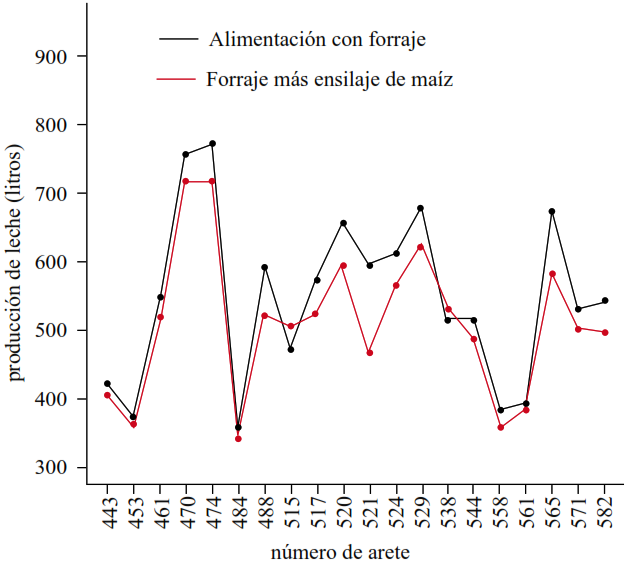 Alimentación con forraje
Forraje más ensilaje de maíz
producción de leche (litros)
900
800
700
600
500
400
300
443 453 461 470 474 484 488 515 517 520 521 524 529 538 544 558 561 565 571 582
número de arete